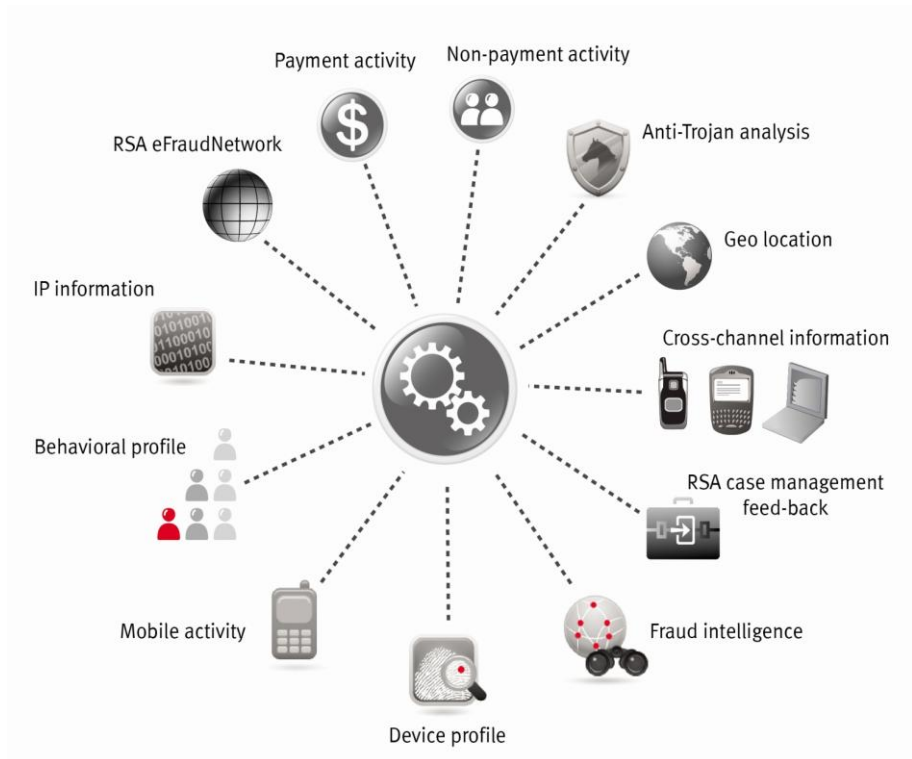 Payment activity
Non-payment activity
RSA eFraudNetwork
Anti-Trojan analysis
Geo location
IP information
Cross-channel information
Behavioral profile
RSA case management
feed-back
Mobile activity
Fraud intelligence
Device profile